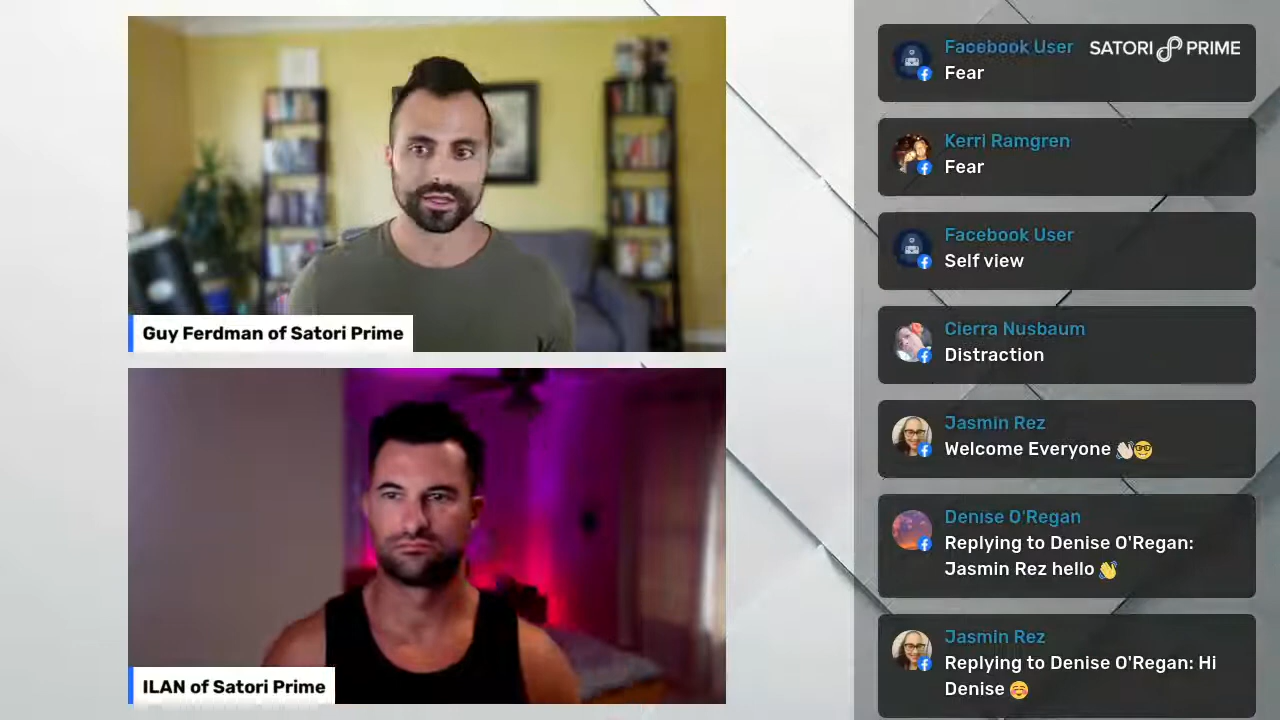 Guy Ferdman of Satori Prime
ILAN of Satori Prime
Facebook User
SATORI PRIME
Fear
Kerri Ramgren
Fear
Facebook User
Self view
Cierra Nusbaum
Distraction
Jasmin Rez
Welcome Everyone 👋🏻🤓
Denise O'Regan
Replying to Denise O'Regan:
Jasmin Rez hello 👋
Jasmin Rez
Replying to Denise O'Regan: Hi
Denise ☺️